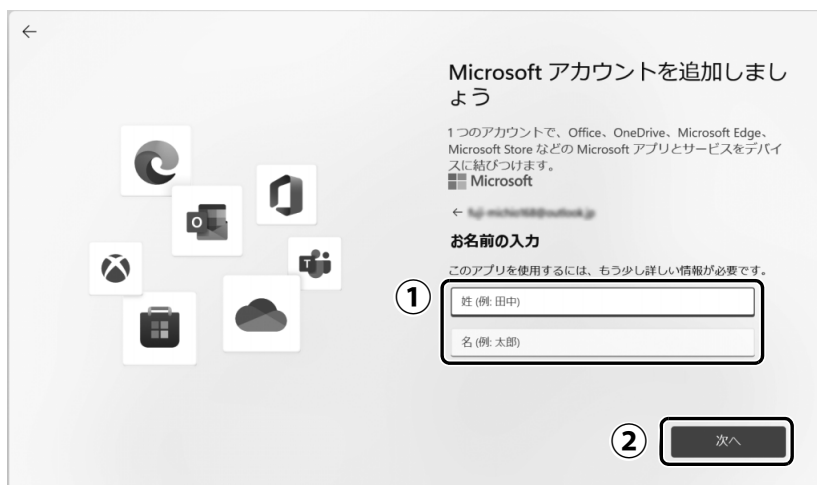 Microsoft アカウントを追加しまし
ょう
1 つのアカウントで、Office、OneDrive、Microsoft Edge、
Microsoft Store などの Microsoft アプリとサービスをデバイ
スに結びつけます。
Microsoft
お名前の入力
このアプリを使用するには、もう少し詳しい情報が必要です。
①
姓 (例: 田中)
名 (例: 太郎)
②
次へ